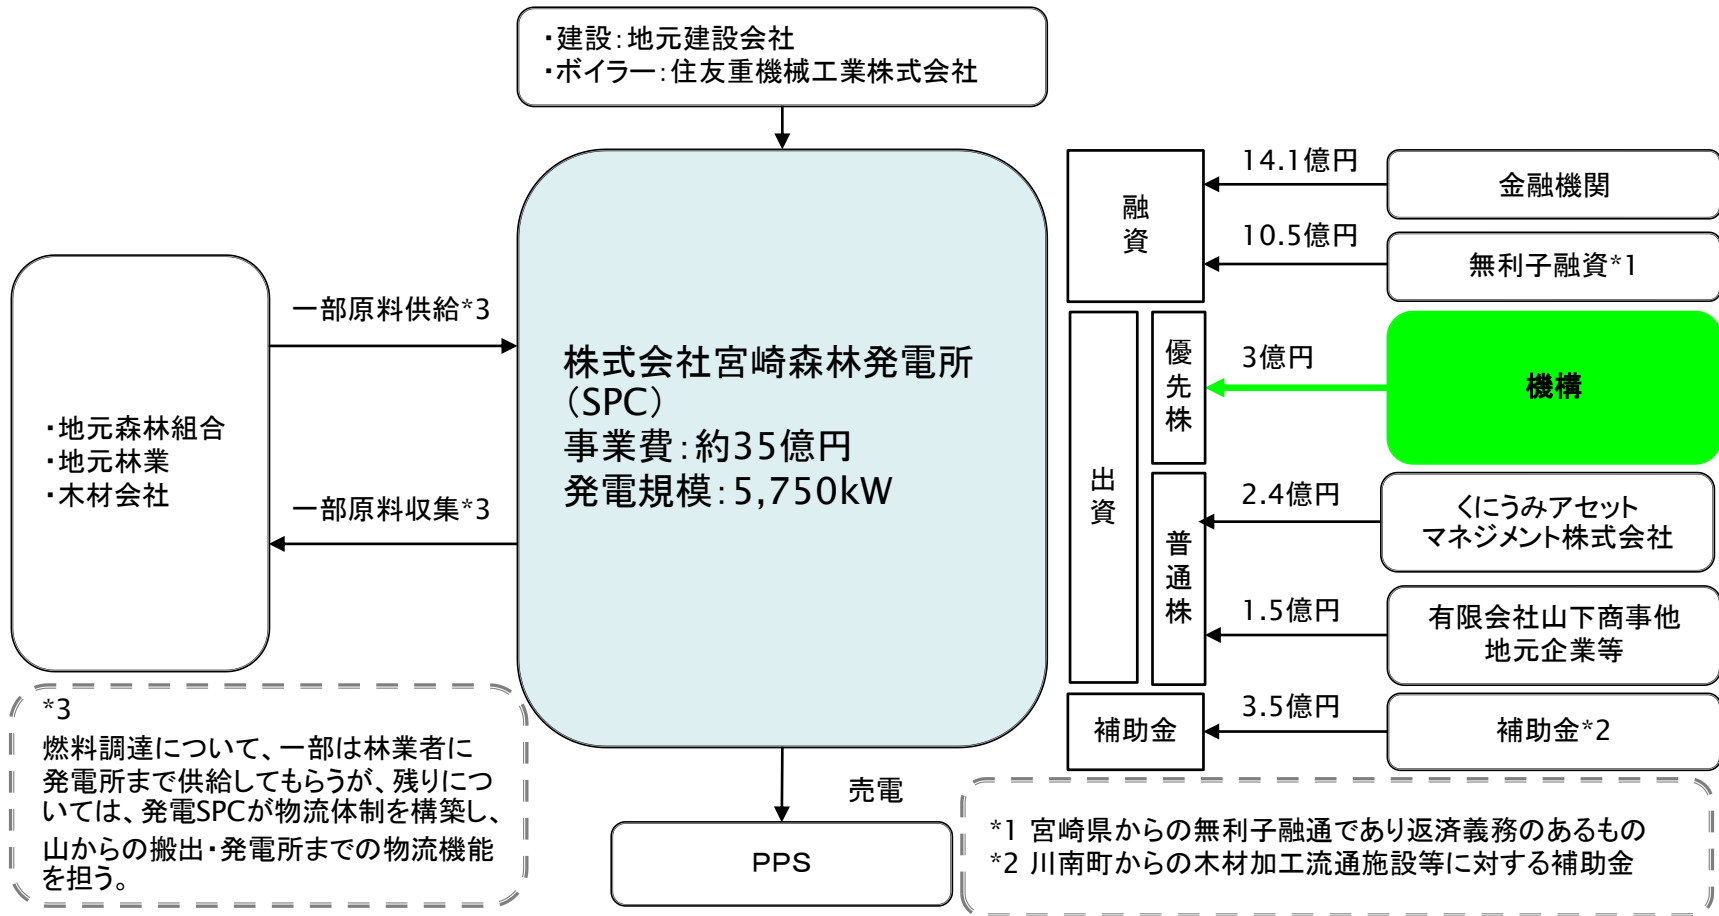 ・建設：地元建設会社
・ボイラー：住友重機械工業株式会社
・地元森林組合
・地元林業
・木材会社
一部原料供給*3
一部原料収集*3
株式会社宮崎森林発電所
（SPC）
事業費：約35億円
発電規模：5,750kW
融資
14.1億円
金融機関
10.5億円
無利子融資*1
出資
優先株
3億円
機構
普通株
2.4億円
くにうみアセット
マネジメント株式会社
1.5億円
有限会社山下商事他
地元企業等
補助金
3.5億円
補助金*2
売電
PPS
*3
燃料調達について、一部は林業者に
発電所まで供給してもらうが、残りにつ
いては、発電SPCが物流体制を構築し、
山からの搬出・発電所までの物流機能
を担う。
*1 宮崎県からの無利子融通であり返済義務のあるもの
*2 川南町からの木材加工流通施設等に対する補助金